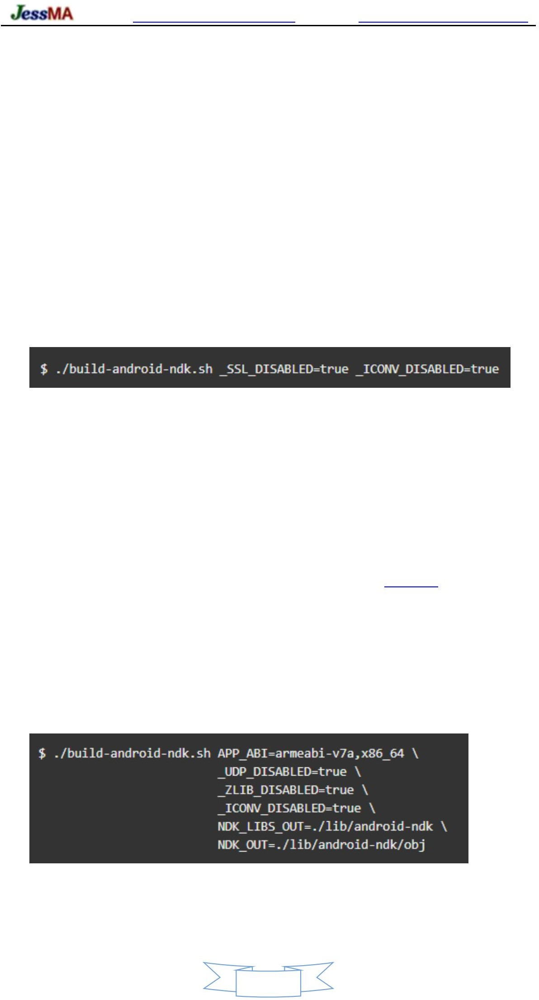 JessMA
$ ./build-android-ndk.sh _SSL_DISABLED=true _ICONV_DISABLED=true
$ ./build-android-ndk.sh APP_ABI=armeabi-v7a,x86_64 \
_UDP_DISABLED=true \
_ZLIB_DISABLED=true \
_ICONV_DISABLED=true \
NDK_LIBS_OUT=./lib/android-ndk \
NDK_OUT=./lib/android-ndk/obj